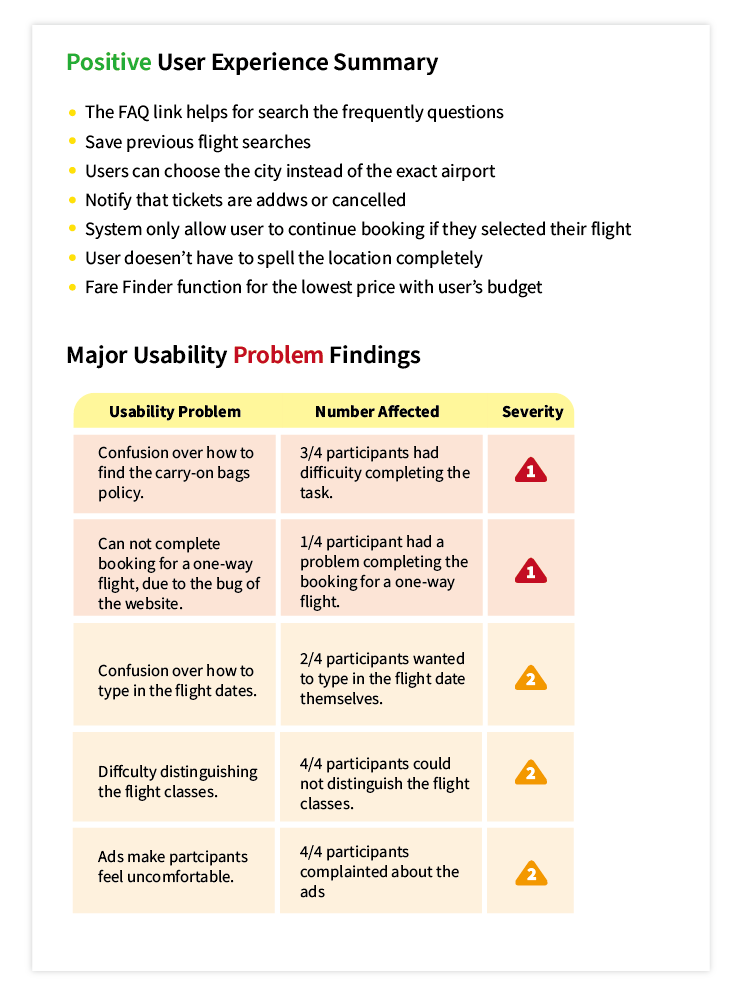 Positive User Experience Summary
The FAQ link helps for search the frequently questions
Save previous flight searches
Users can choose the city instead of the exact airport
Notify that tickets are addws or cancelled
System only allow user to continue booking if they selected their flight
User doesen’t have to spell the location completely
Fare Finder function for the lowest price with user’s budget
Major Usability Problem Findings
Usability Problem Number Affected Severity
Confusion over how to
find the carry-on bags
policy.
3/4 participants had
difficuity completing the
task.
1
Can not complete
booking for a one-way
flight, due to the bug of
the website.
1/4 participant had a
problem completing the
booking for a one-way
flight.
1
Confusion over how to
type in the flight dates.
2/4 participants wanted
to type in the flight date
themselves.
2
Diffculty distinguishing
the flight classes.
4/4 participants could
not distinguish the flight
classes.
2
Ads make partcipants
feel uncomfortable.
4/4 participants
complainted about the
ads
2